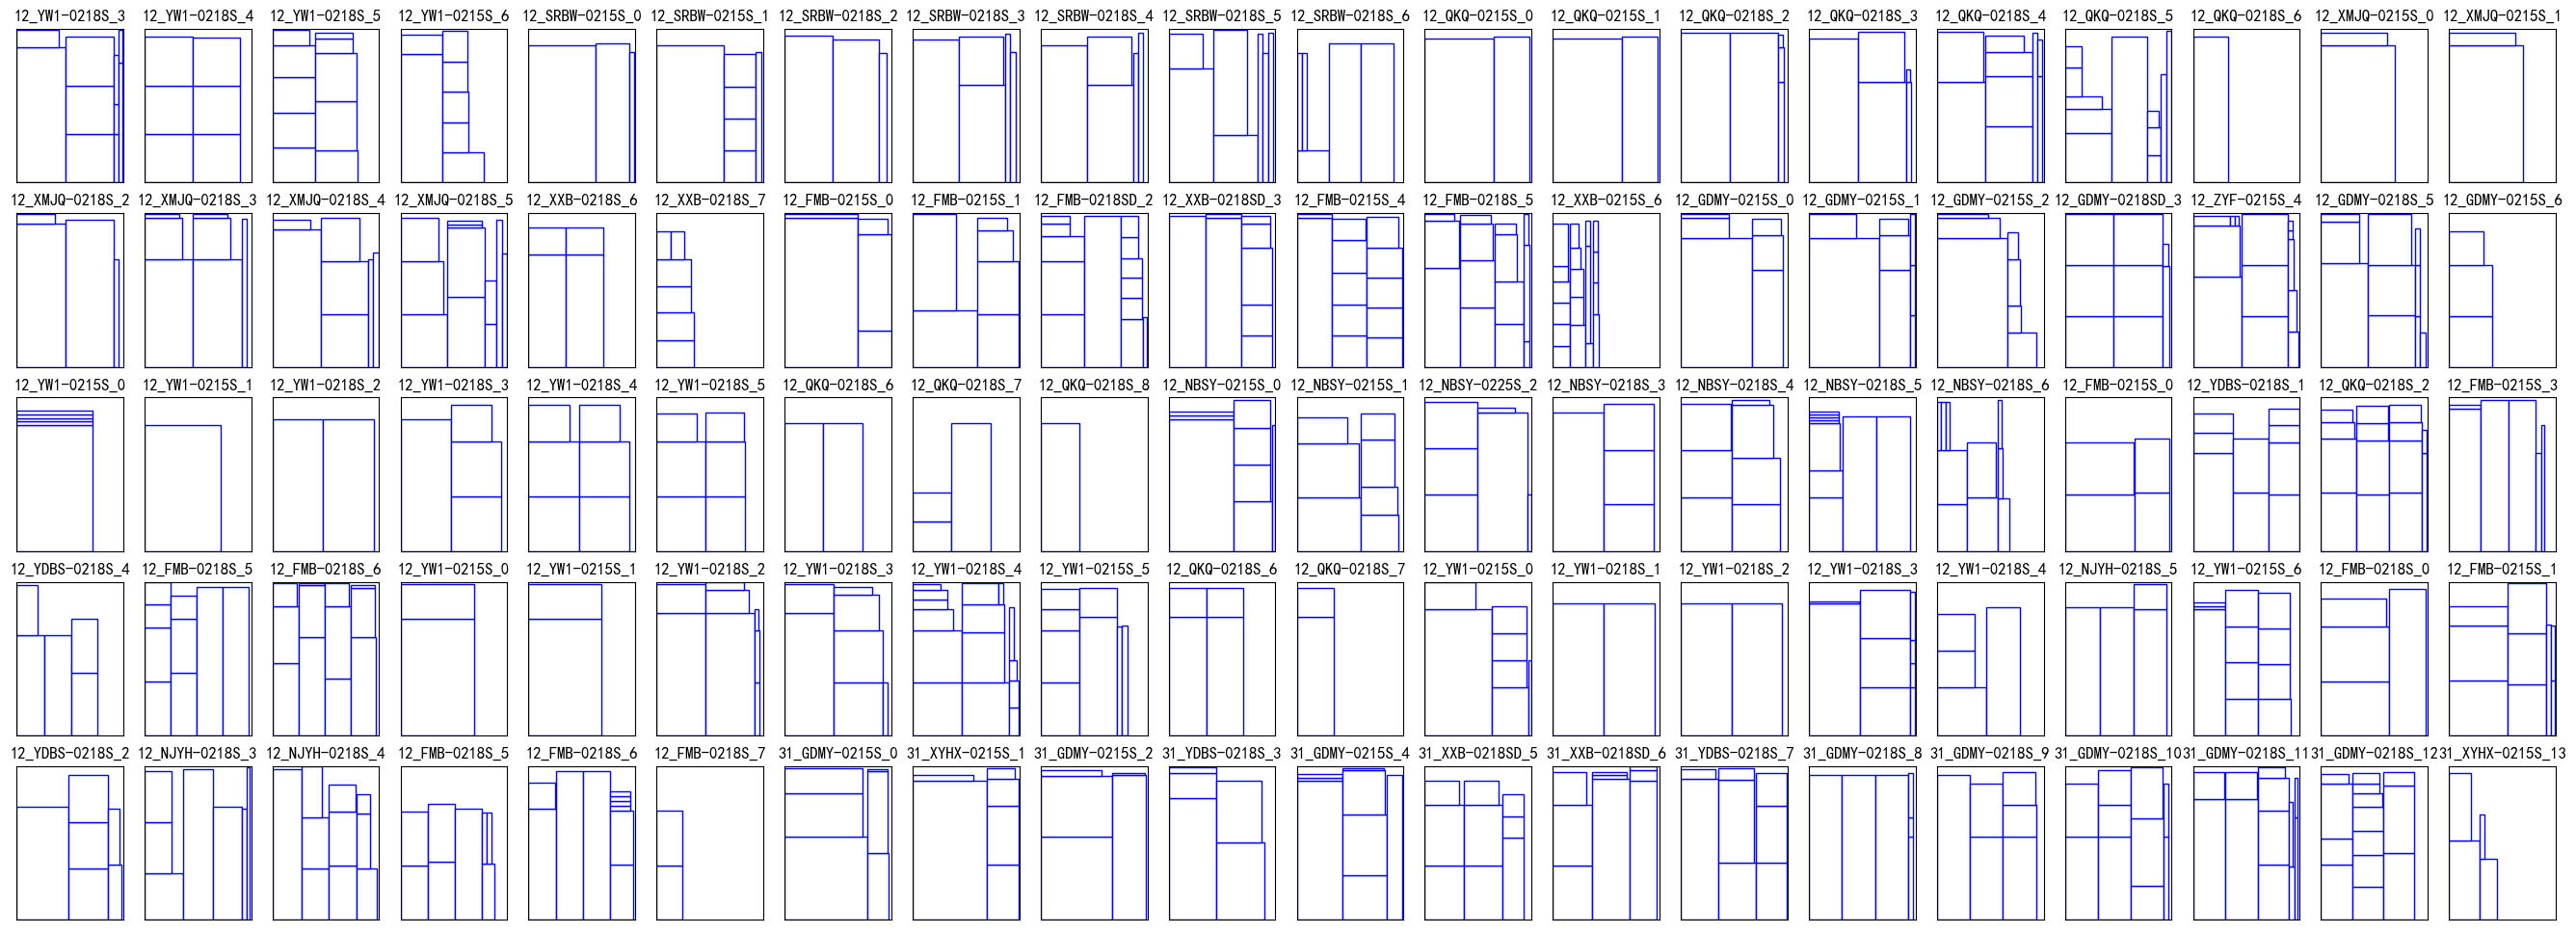 12_YW1-0218S_3 12_YW1-0218S_4 12_YW1-0218S_5 12_YW1-0215S_6 12_SRBW-0215S_0 12_SRBW-0215S_1 12_SRBW-0218S_2 12_SRBW-0218S_3 12_SRBW-0218S_4 12_SRBW-0218S_5 12_SRBW-0218S_6 12_QKQ-0215S_0 12_QKQ-0215S_1 12_QKQ-0218S_2 12_QKQ-0218S_3 12_QKQ-0218S_4 12_QKQ-0218S_5 12_QKQ-0218S_6 12_XMJQ-0215S_0 12_XMJQ-0215S_1
12_XMJQ-0218S_2 12_XMJQ-0218S_3 12_XMJQ-0218S_4 12_XMJQ-0218S_5 12_XXB-0218S_6 12_XXB-0218S_7 12_FMB-0215S_0 12_FMB-0215S_1 12_FMB-0218SD_2 12_XXB-0218SD_3 12_FMB-0215S_4 12_FMB-0218S_5 12_XXB-0215S_6 12_GDMY-0215S_0 12_GDMY-0215S_1 12_GDMY-0215S_2 12_GDMY-0218SD_3 12_ZYF-0215S_4 12_GDMY-0218S_5 12_GDMY-0215S_6
12_YW1-0215S_0 12_YW1-0215S_1 12_YW1-0218S_2 12_YW1-0218S_3 12_YW1-0218S_4 12_YW1-0218S_5 12_QKQ-0218S_6 12_QKQ-0218S_7 12_QKQ-0218S_8 12_NBSY-0215S_0 12_NBSY-0215S_1 12_NBSY-0225S_2 12_NBSY-0218S_3 12_NBSY-0218S_4 12_NBSY-0218S_5 12_NBSY-0218S_6 12_FMB-0215S_0 12_YDBS-0218S_1 12_QKQ-0218S_2 12_FMB-0215S_3
12_YDBS-0218S_4 12_FMB-0218S_5 12_FMB-0218S_6 12_YW1-0215S_0 12_YW1-0215S_1 12_YW1-0218S_2 12_YW1-0218S_3 12_YW1-0218S_4 12_YW1-0215S_5 12_QKQ-0218S_6 12_QKQ-0218S_7 12_YW1-0215S_0 12_YW1-0218S_1 12_YW1-0218S_2 12_YW1-0218S_3 12_YW1-0218S_4 12_NJYH-0218S_5 12_YW1-0215S_6 12_FMB-0218S_0 12_FMB-0215S_1
12_YDBS-0218S_2 12_NJYH-0218S_3 12_NJYH-0218S_4 12_FMB-0218S_5 12_FMB-0218S_6 12_FMB-0218S_7 31_GDMY-0215S_0 31_XYHX-0215S_1 31_GDMY-0215S_2 31_YDBS-0218S_3 31_GDMY-0215S_4 31_XXB-0218SD_5 31_XXB-0218SD_6 31_YDBS-0218S_7 31_GDMY-0218S_8 31_GDMY-0218S_9 31_GDMY-0218S_10 31_GDMY-0218S_11 31_GDMY-0218S_12 31_XYHX-0215S_13